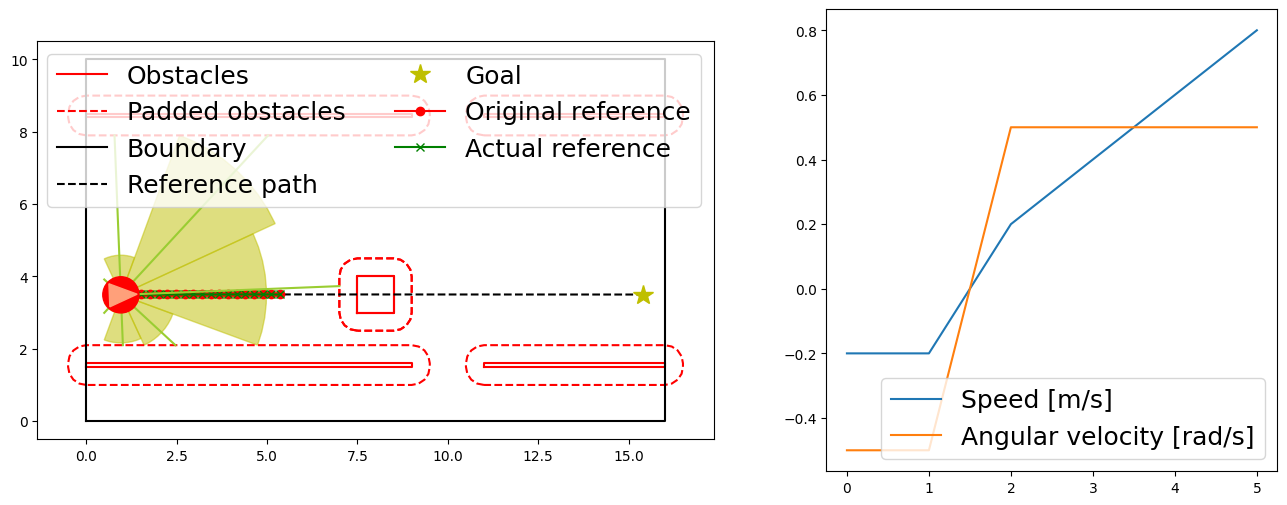 10
8
6
4
2
0
0.0
2.5
5.0
7.5
10.0
12.5
15.0
Obstacles
Padded obstacles
Boundary
Reference path
Goal
Original reference
Actual reference
0.8
0.6
0.4
0.2
0.0
−0.2
−0.4
0
1
2
3
4
5
Speed [m/s]
Angular velocity [rad/s]